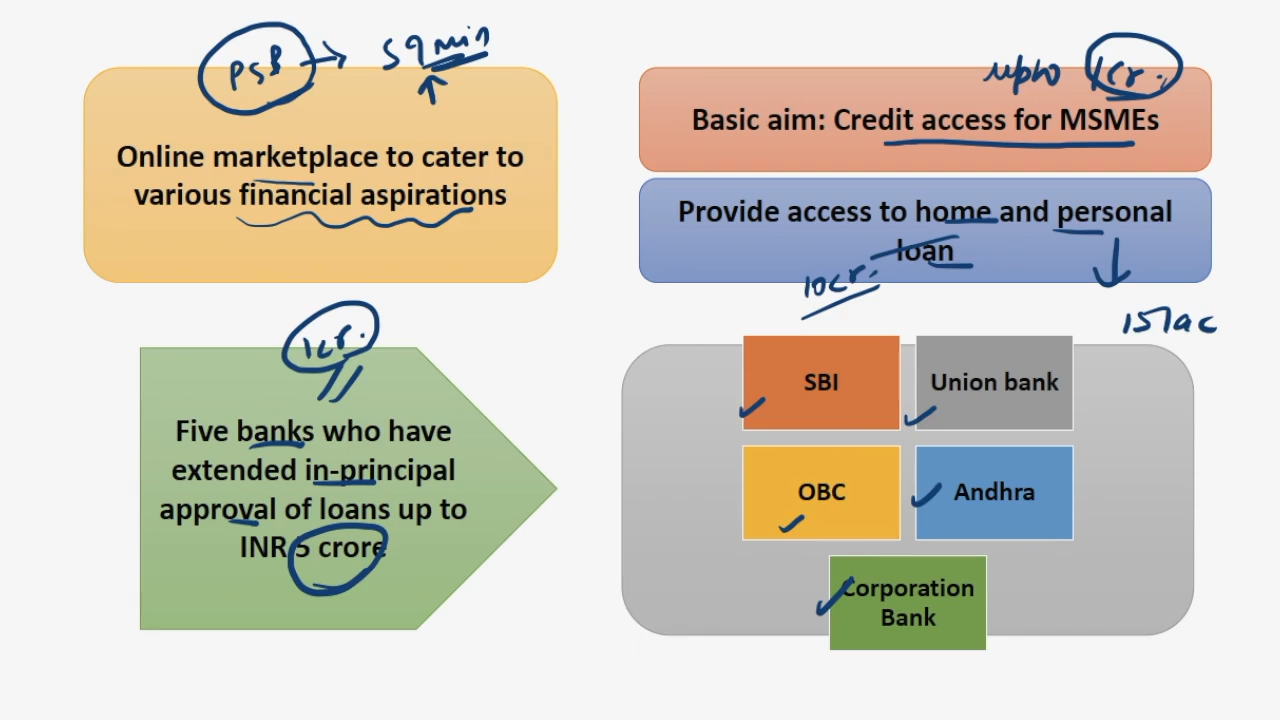 PSB → 59 min
Online marketplace to cater to
various financial aspirations
upto 1cr.
Basic aim: Credit access for MSMEs
Provide access to home and personal
loan
10cr.
15 lac
1cr.
Five banks who have
extended in-principal
approval of loans up to
INR 5 crore
SBI
Union bank
OBC
Andhra
Corporation
Bank